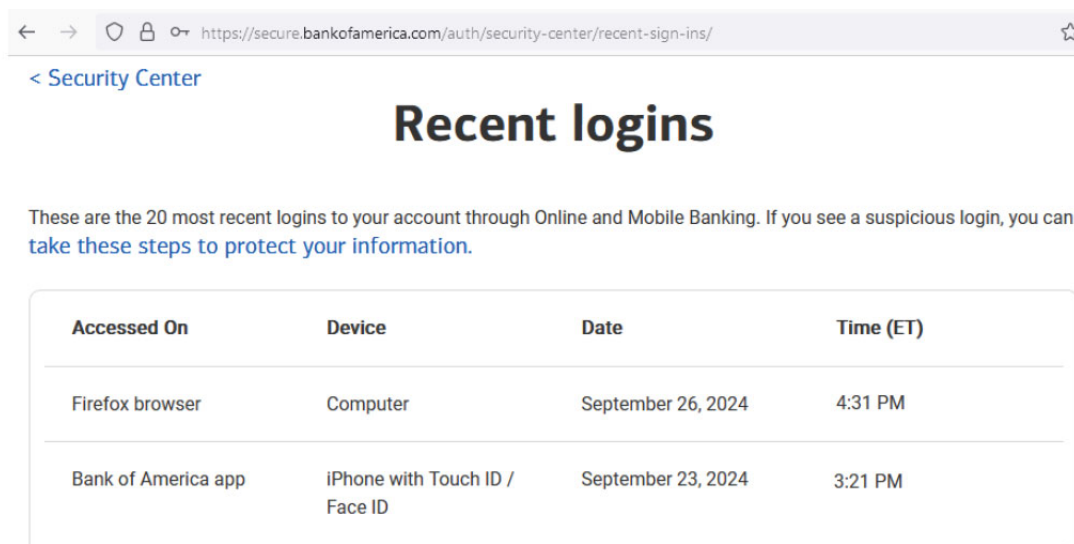 https://secure.bankofamerica.com/auth/security-center/recent-sign-ins/
< Security Center
Recent logins
These are the 20 most recent logins to your account through Online and Mobile Banking. If you see a suspicious login, you can
take these steps to protect your information.
Accessed On Device Date Time (ET)
Firefox browser Computer September 26, 2024 4:31 PM
Bank of America app iPhone with Touch ID / September 23, 2024 3:21 PM
Face ID